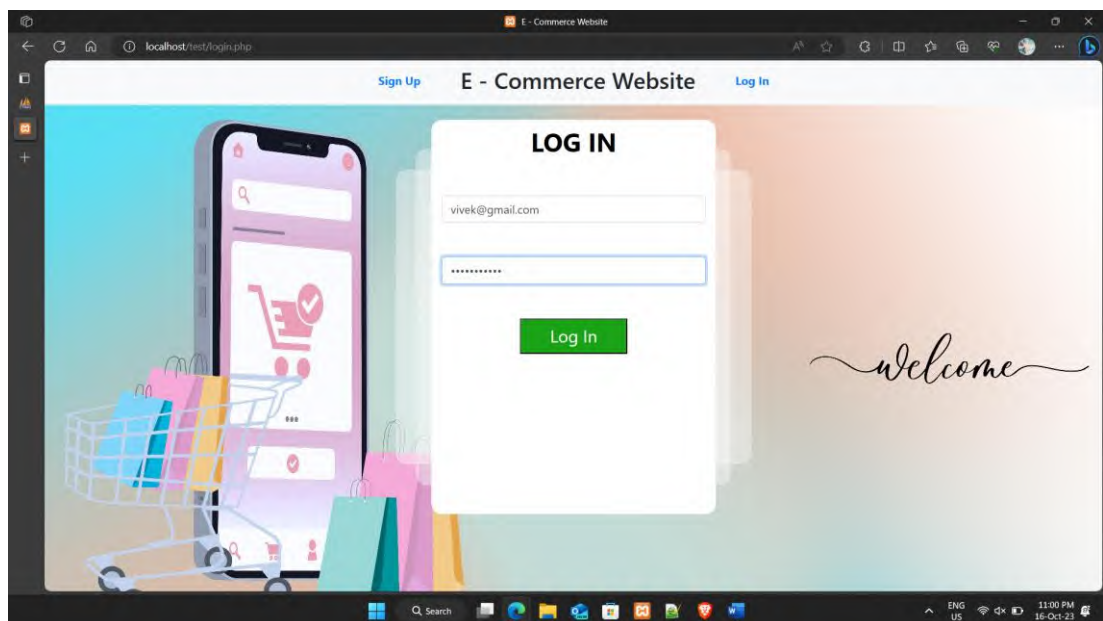 E - Commerce Website
localhost/test/login.php
Sign Up E - Commerce Website Log In
LOG IN
vivek@gmail.com
•••••••••••
Log In
welcome
Search
ENG
US
11:00 PM
16-Oct-23